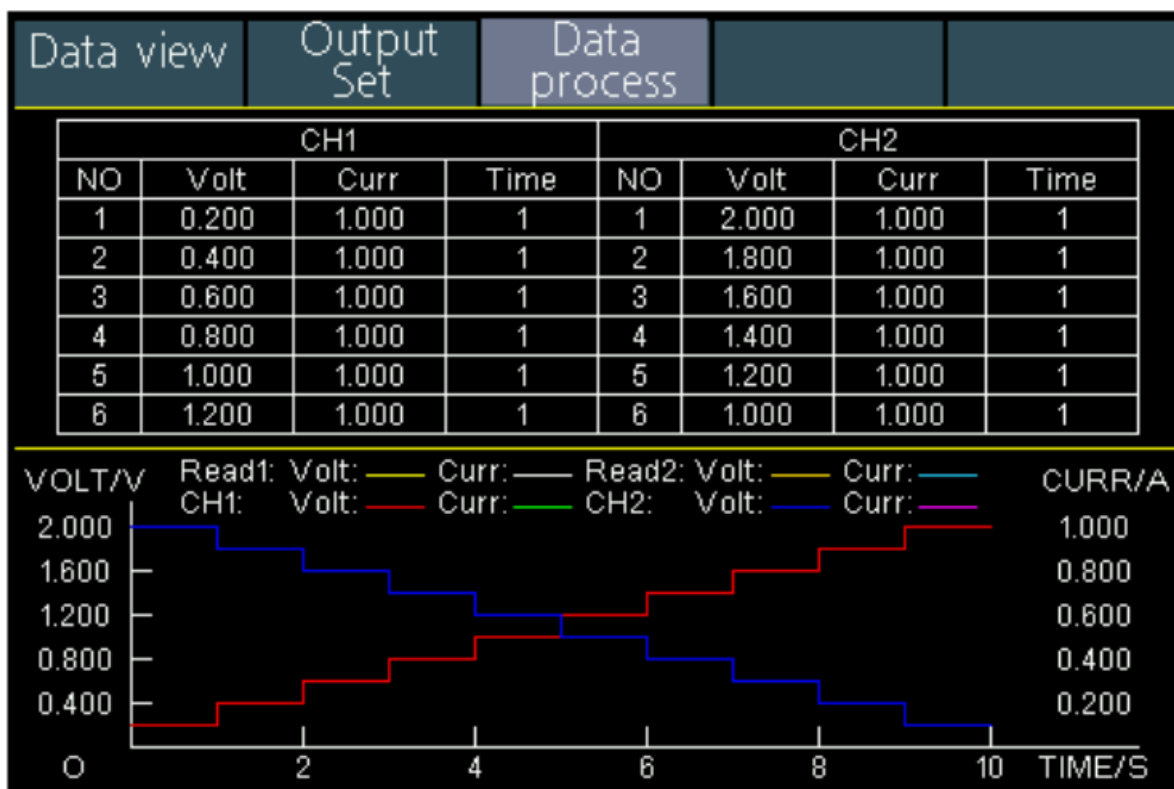 Data view Output Set Data process
CH1 CH2
NO Volt Curr Time NO Volt Curr Time
1 0.200 1.000 1 1 2.000 1.000 1
2 0.400 1.000 1 2 1.800 1.000 1
3 0.600 1.000 1 3 1.600 1.000 1
4 0.800 1.000 1 4 1.400 1.000 1
5 1.000 1.000 1 5 1.200 1.000 1
6 1.200 1.000 1 6 1.000 1.000 1
VOLT/V Read1: Volt: Curr: Read2: Volt: Curr: CURR/A
CH1: Volt: Curr: CH2: Volt: Curr:
2.000 1.000
1.600 0.800
1.200 0.600
0.800 0.400
0.400 0.200
O 2 4 6 8 10 TIME/S